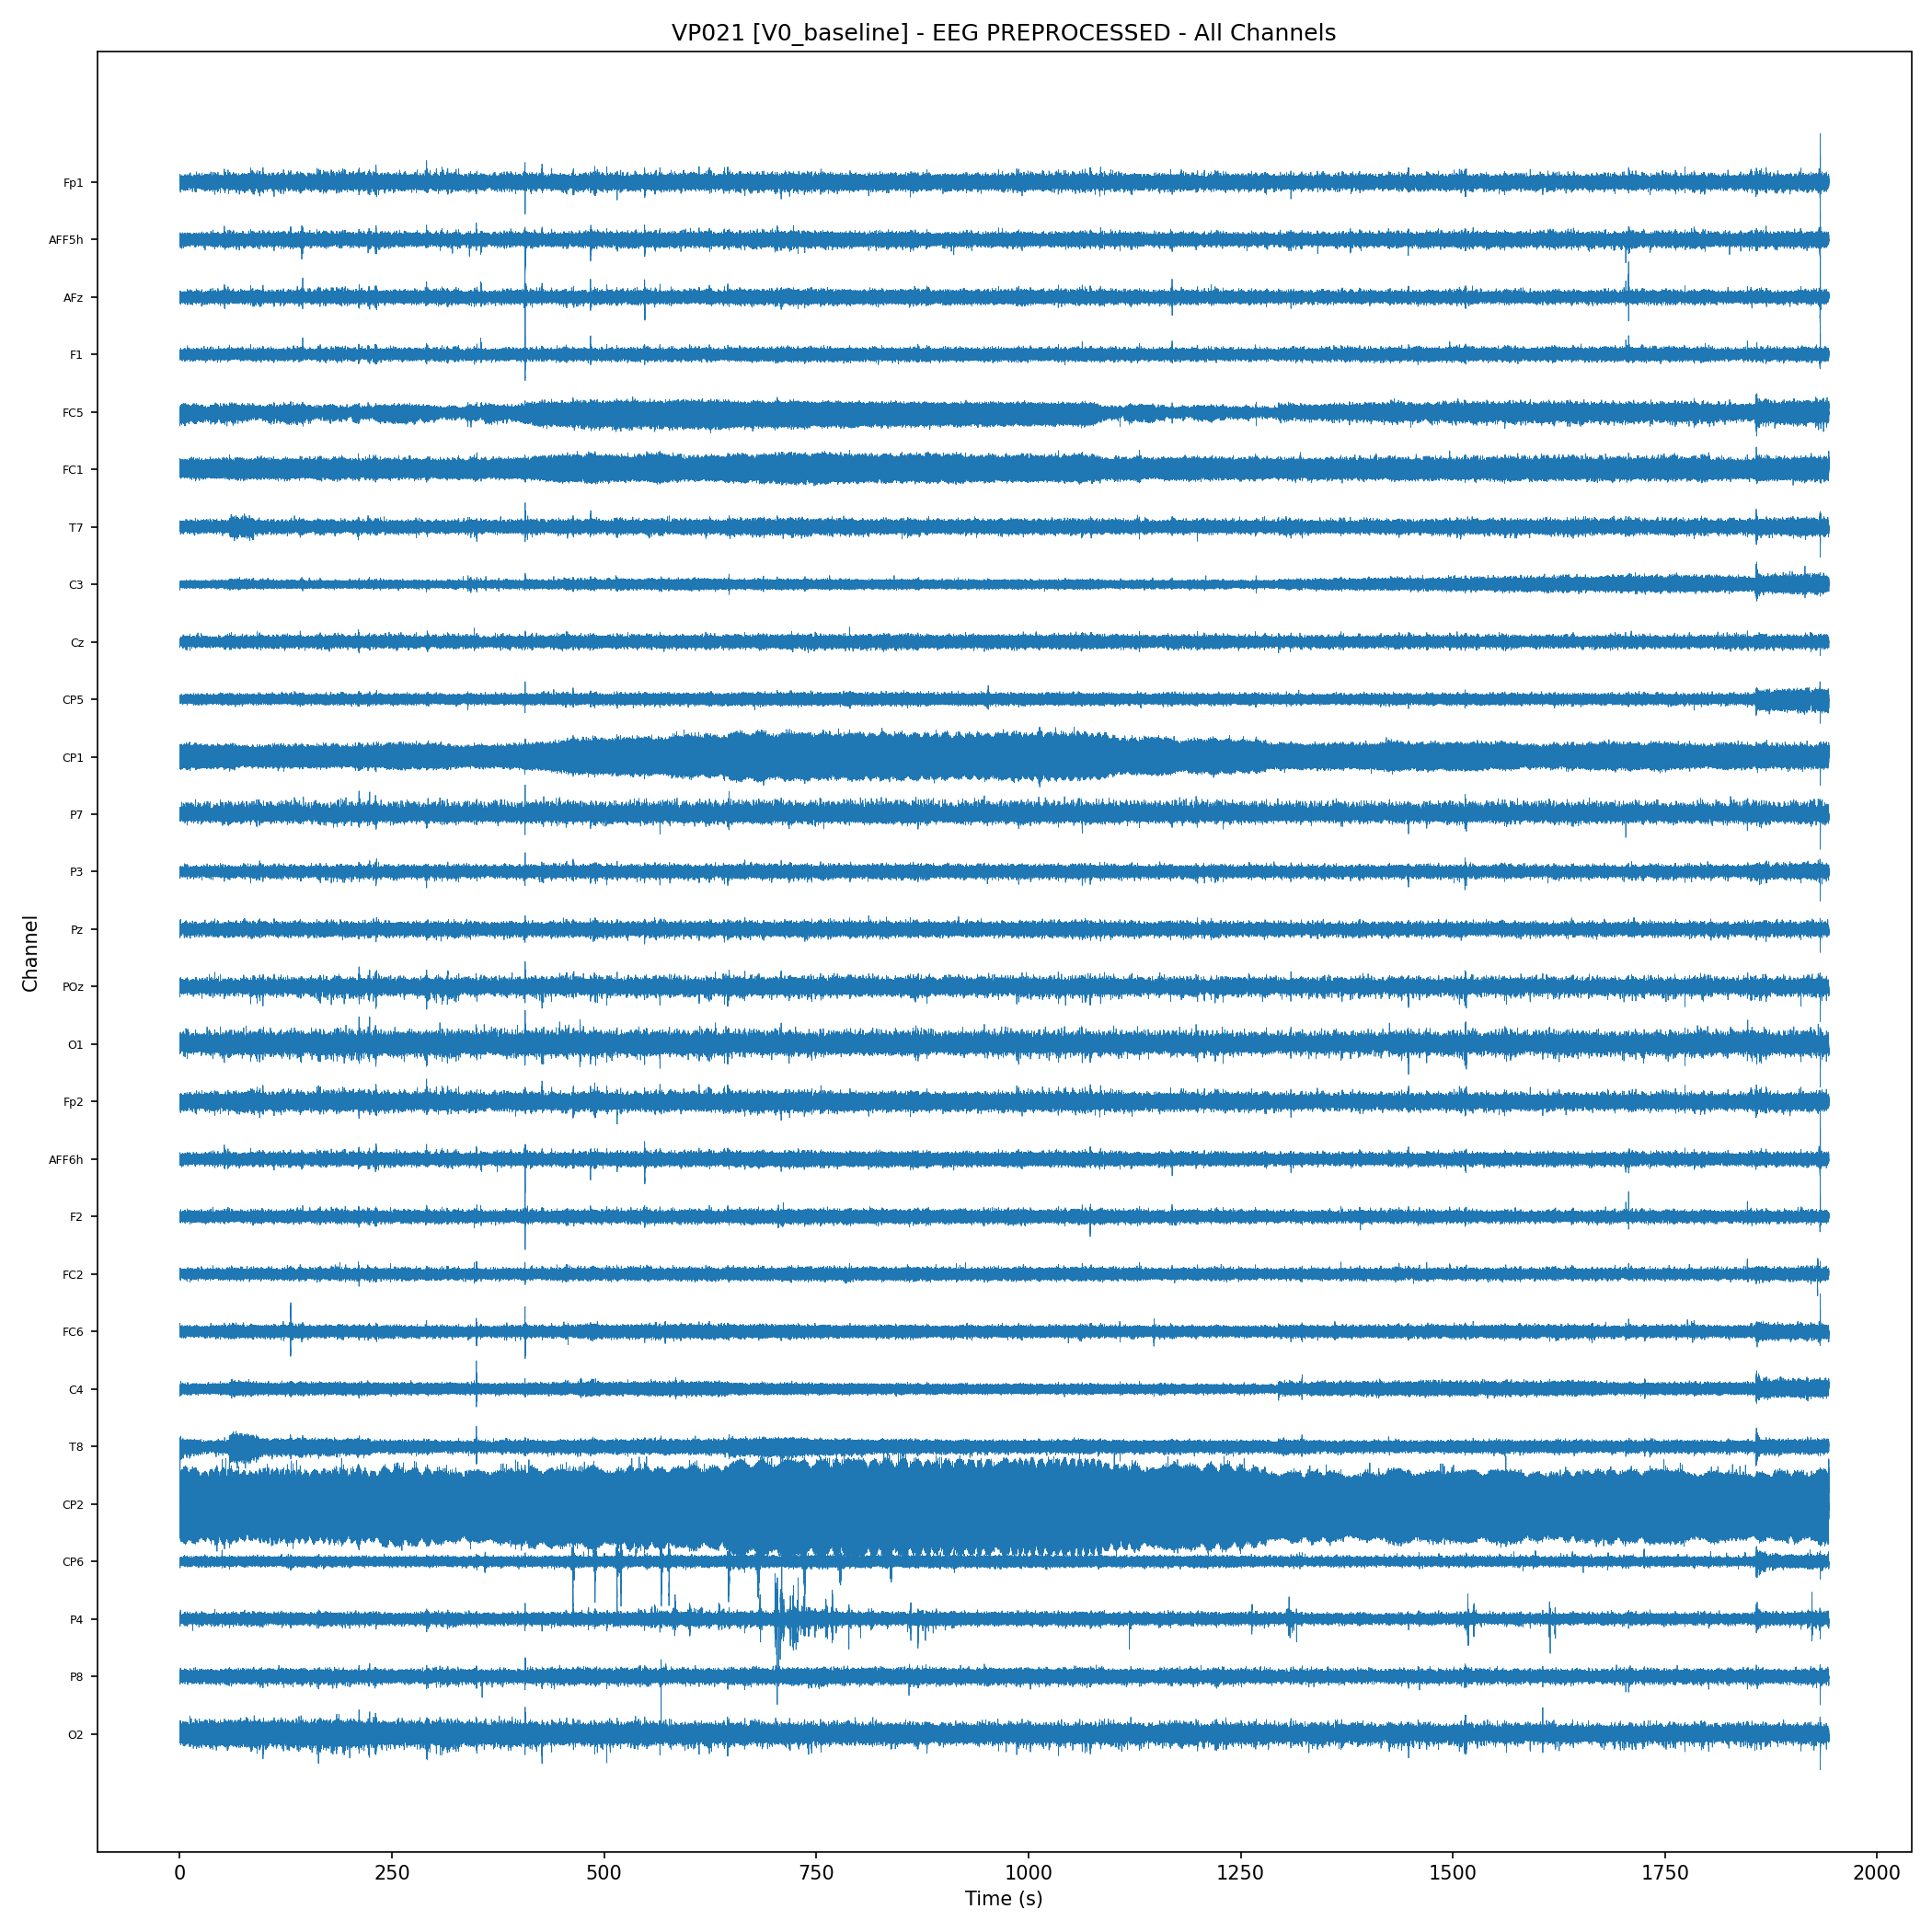 VP021 [V0_baseline] - EEG PREPROCESSED - All Channels
Channel
Fp1
AFF5h
AFz
F1
FC5
FC1
T7
C3
Cz
CP5
CP1
P7
P3
Pz
POz
O1
Fp2
AFF6h
F2
FC2
FC6
C4
T8
CP2
CP6
P4
P8
O2
0 250 500 750 1000 1250 1500 1750 2000
Time (s)